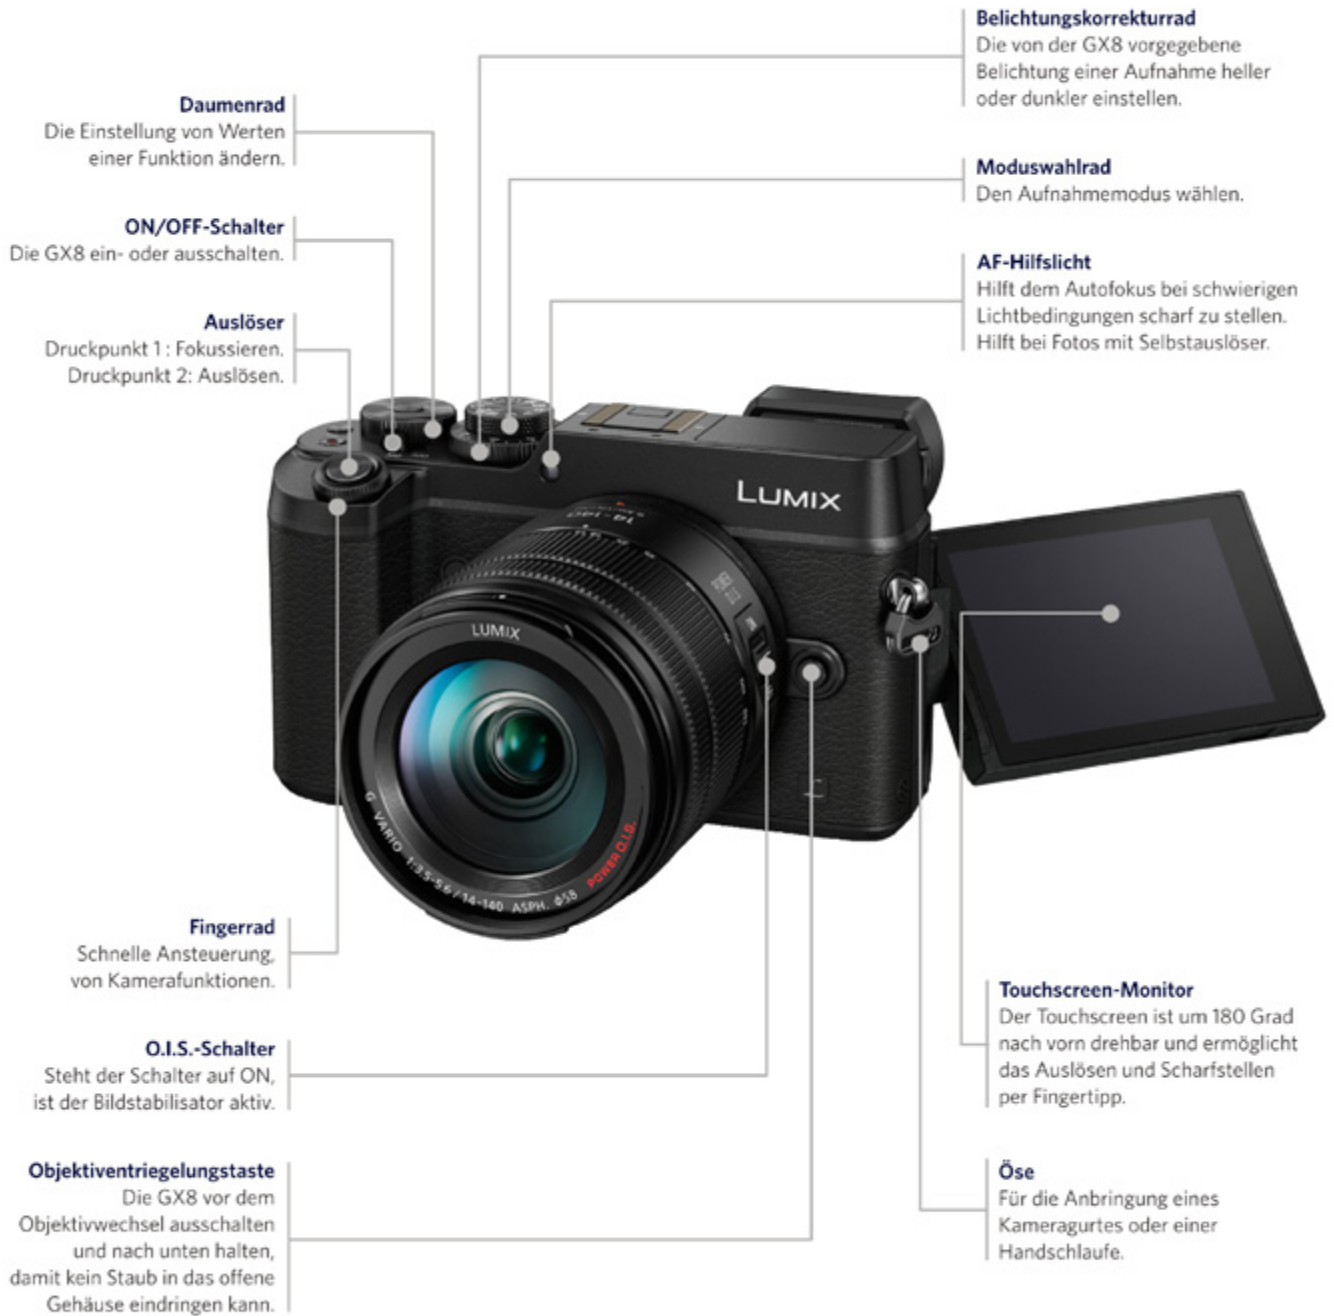 Belichtungskorrekturrad
Die von der GX8 vorgegebene
Belichtung einer Aufnahme heller
oder dunkler einstellen.
Daumenrad
Die Einstellung von Werten
einer Funktion ändern.
Moduswahlrad
Den Aufnahmemodus wählen.
ON/OFF-Schalter
Die GX8 ein- oder ausschalten.
AF-Hilfslicht
Hilft dem Autofokus bei schwierigen
Lichtbedingungen scharf zu stellen.
Hilft bei Fotos mit Selbstauslöser.
Auslöser
Druckpunkt 1 : Fokussieren.
Druckpunkt 2: Auslösen.
LUMIX
14-140
LUMIX
G VARIO 1:3.5-5.6 / 14-140 ASPH. ϕ58
POWER O.I.S.
Fingerrad
Schnelle Ansteuerung,
von Kamerafunktionen.
O.I.S.-Schalter
Steht der Schalter auf ON,
ist der Bildstabilisator aktiv.
Objektiventriegelungstaste
Die GX8 vor dem
Objektivwechsel ausschalten
und nach unten halten,
damit kein Staub in das offene
Gehäuse eindringen kann.
Touchscreen-Monitor
Der Touchscreen ist um 180 Grad
nach vorn drehbar und ermöglicht
das Auslösen und Scharfstellen
per Fingertipp.
Öse
Für die Anbringung eines
Kameragurtes oder einer
Handschlaufe.